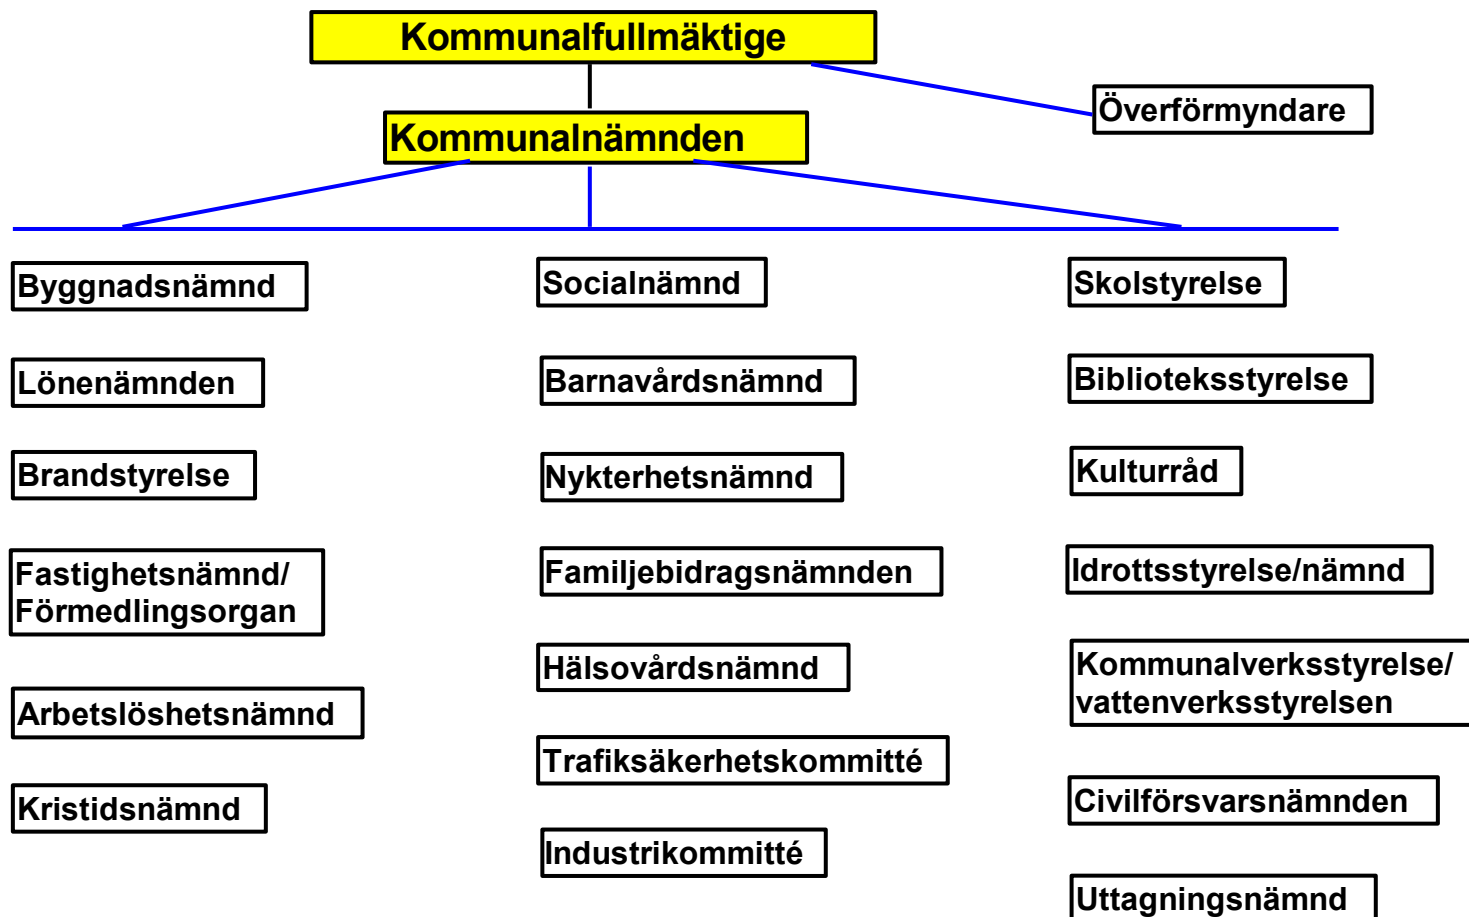 Kommunalfullmäktige
Överförmyndare
Kommunalnämnden
Byggnadsnämnd
Lönenämnden
Brandstyrelse
Fastighetsnämnd/
Förmedlingsorgan
Arbetslöshetsnämnd
Kristidsnämnd
Socialnämnd
Barnavårdsnämnd
Nykterhetsnämnd
Familjebidragsnämnden
Hälsovårdsnämnd
Trafiksäkerhetskommitté
Industrikommitté
Skolstyrelse
Biblioteksstyrelse
Kulturråd
Idrottsstyrelse/nämnd
Kommunalverksstyrelse/
vattenverksstyrelsen
Civilförsvarsnämnden
Uttagningsnämnd